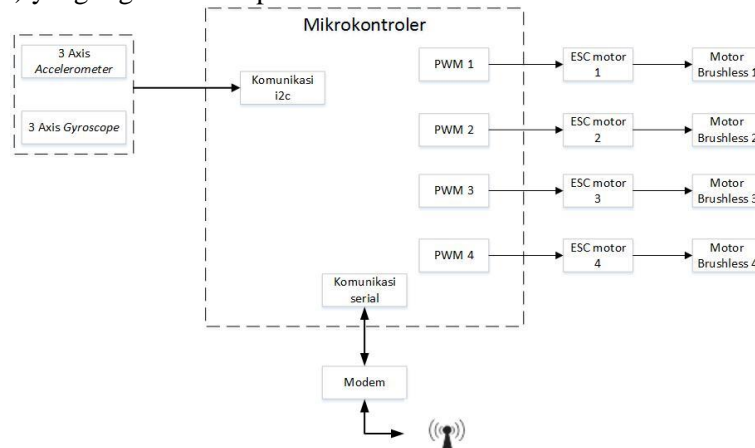 Mikrokontroler
3 Axis
Accelerometer
3 Axis Gyroscope
Komunikasi
i2c
PWM 1
ESC motor
1
Motor
Brushless 1
PWM 2
ESC motor
2
Motor
Brushless 2
PWM 3
ESC motor
3
Motor
Brushless 3
PWM 4
ESC motor
4
Motor
Brushless 4
Komunikasi
serial
Modem